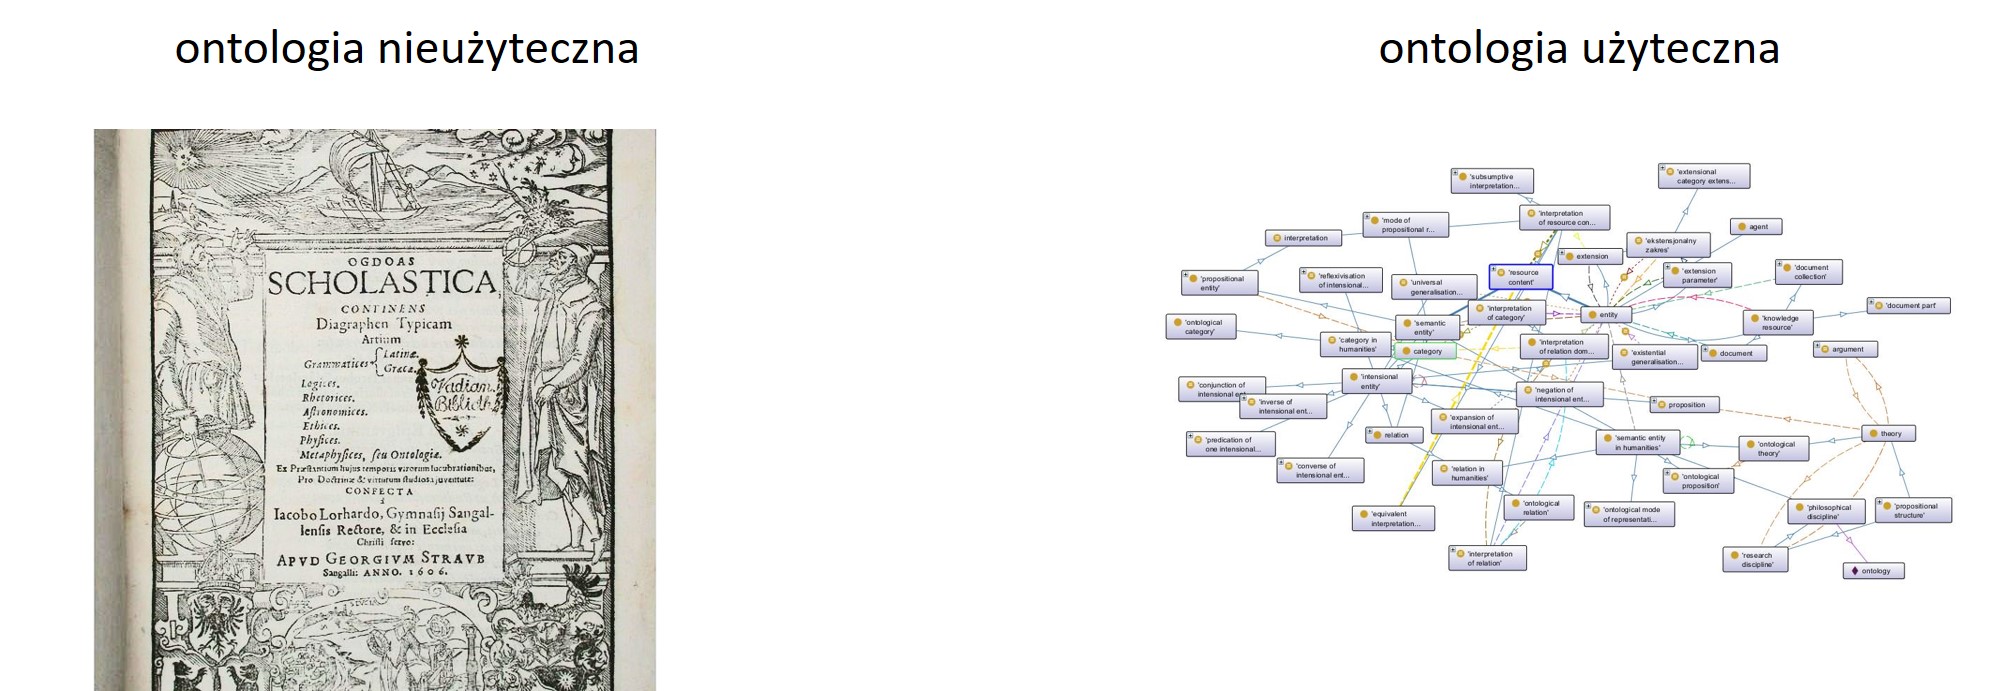 ontologia nieużyteczna
ontologia użyteczna
OGDOAS
SCHOLASTICA,
CONTINENS
Diagraphen Typicam
Artium
Grammatices { Latinæ.
Græcæ.
Logices.
Rhetorices.
Astronomices.
Ethices.
Physices.
Metaphysices, seu Ontologiæ.
Ex Præstantium hujus temporis virorum lucubrationibus,
Pro Doctrinæ & virtutum studiosa juventute:
CONFECTA
à
Iacobo Lorhardo, Gymnasij Sangal-
lensis Rectore, & in Ecclesia
Christi servo:
APVD GEORGIVM STRAVB
Sangalli: ANNO. 1606.
Vadian.
'subsumptive
interpretation...
'extensional
category extens...
'mode of
propositional r...
'interpretation
of resource con...
agent
interpretation
'ekstensjonalny
zakres'
extension
'propositional
entity'
'reflexivisation
of intensional...
'universal
generalisation...
'resource
content'
'extension
parameter'
'document
collection'
'interpretation
of category'
entity
'document part'
'ontological
category'
'semantic
entity'
'knowledge
resource'
'category in
humanities'
category
'interpretation
of relation dom...
'existential
generalisation...
document
argument
'conjunction of
intensional ent...
'intensional
entity'
'negation of
intensional ent...
'inverse of
intensional ent...
proposition
'expansion of
intensional ent...
'predication of
one intensional...
relation
'semantic entity
in humanities'
'ontological
theory'
theory
'converse of
intensional ent...
'relation in
humanities'
'ontological
proposition'
'equivalent
interpretation...
'ontological
relation'
'ontological mode
of representati...
'philosophical
discipline'
'propositional
structure'
'interpretation
of relation'
'research
discipline'
ontology